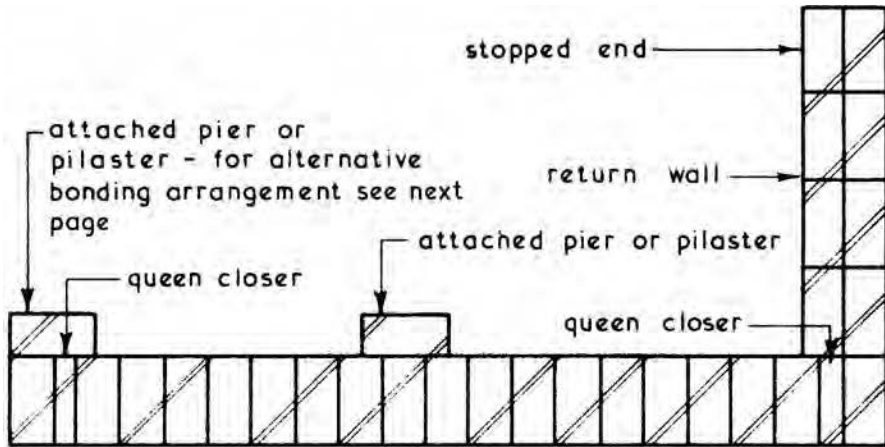 stopped end
attached pier or
pilaster - for alternative
bonding arrangement see next
page
return wall
attached pier or pilaster
queen closer
queen closer